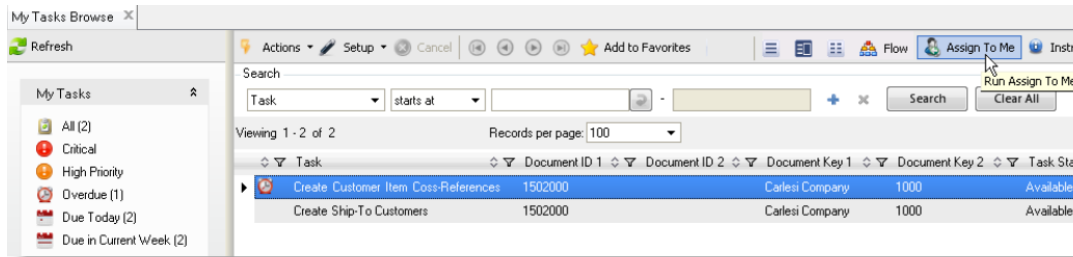 My Tasks Browse
Refresh Actions Setup Cancel Add to Favorites Flow Assign To Me Instr
Search Run Assign To Me
My Tasks Task starts at - Search Clear All
All (2) Viewing 1 - 2 of 2 Records per page: 100
Critical
High Priority Task Document ID 1 Document ID 2 Document Key 1 Document Key 2 Task Sta
Overdue (1) Create Customer Item Coss-References 1502000 Carlesi Company 1000 Available
Due Today (2) Create Ship-To Customers 1502000 Carlesi Company 1000 Available
Due in Current Week (2)